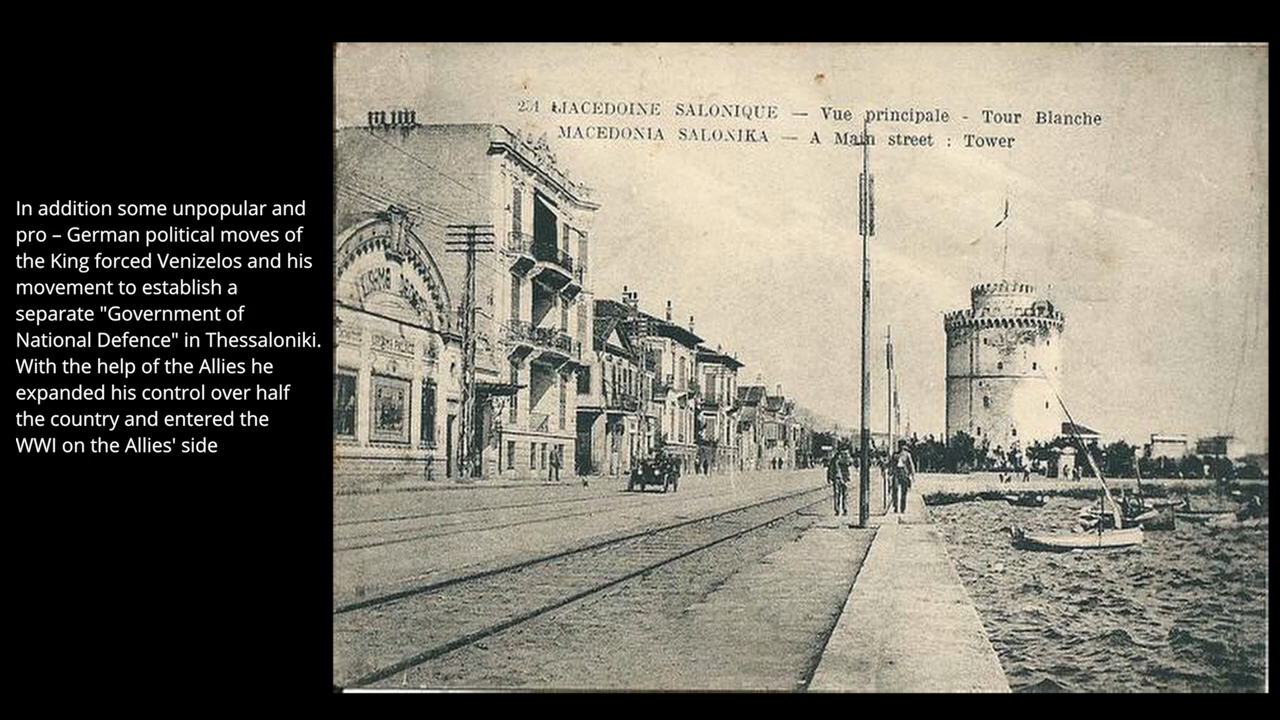 In addition some unpopular and
pro – German political moves of
the King forced Venizelos and his
movement to establish a
separate "Government of
National Defence" in Thessaloniki.
With the help of the Allies he
expanded his control over half
the country and entered the
WWI on the Allies' side
MACEDOINE SALONIQUE — Vue principale - Tour Blanche
MACEDONIA SALONIKA — A Main street : Tower